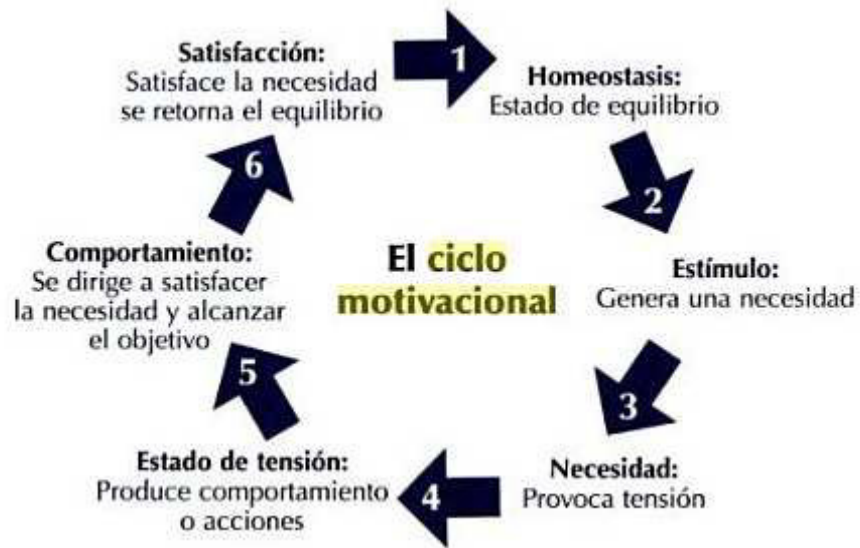 El ciclo
motivacional
1
Homeostasis:
Estado de equilibrio
2
Estímulo:
Genera una necesidad
3
Necesidad:
Provoca tensión
4
Estado de tensión:
Produce comportamiento
o acciones
5
Comportamiento:
Se dirige a satisfacer
la necesidad y alcanzar
el objetivo
6
Satisfacción:
Satisface la necesidad
se retorna el equilibrio